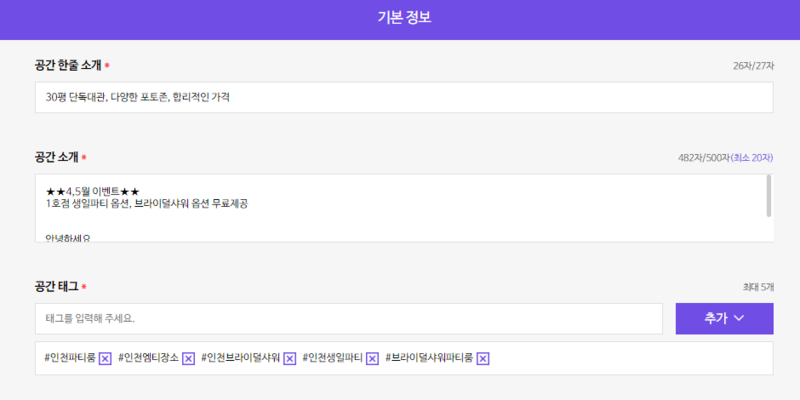 기본 정보
공간 한줄 소개 *
26자/27자
30평 단독대관, 다양한 포토존, 합리적인 가격
공간 소개 *
482자/500자(최소 20자)
★★4,5월 이벤트★★
1호점 생일파티 옵션, 브라이덜샤워 옵션 무료제공
안녕하세요
공간 태그 *
최대 5개
태그를 입력해 주세요.
추가
#인천파티룸 #인천엠티장소 #인천브라이덜샤워 #인천생일파티 #브라이덜샤워파티룸